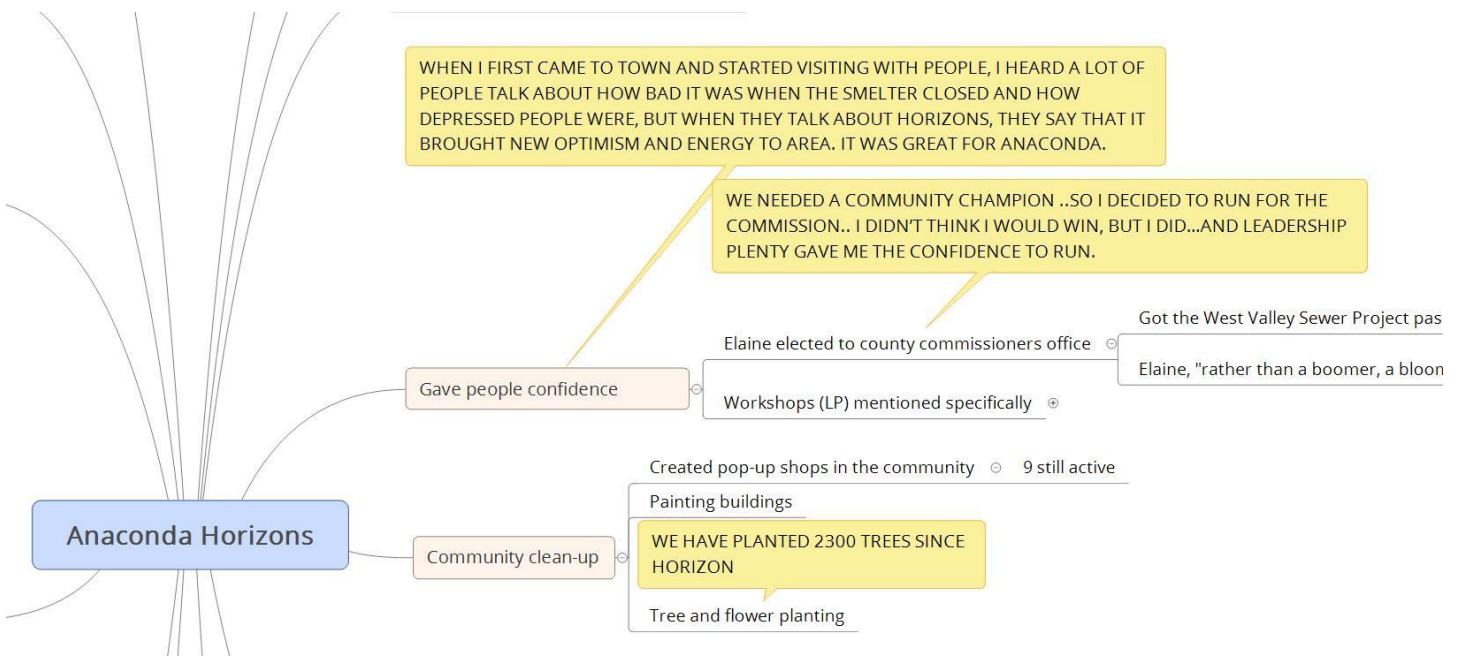 WHEN I FIRST CAME TO TOWN AND STARTED VISITING WITH PEOPLE, I HEARD A LOT OF
PEOPLE TALK ABOUT HOW BAD IT WAS WHEN THE SMELTER CLOSED AND HOW
DEPRESSED PEOPLE WERE, BUT WHEN THEY TALK ABOUT HORIZONS, THEY SAY THAT IT
BROUGHT NEW OPTIMISM AND ENERGY TO AREA. IT WAS GREAT FOR ANACONDA.
WE NEEDED A COMMUNITY CHAMPION ..SO I DECIDED TO RUN FOR THE
COMMISSION.. I DIDN'T THINK I WOULD WIN, BUT I DID...AND LEADERSHIP
PLENTY GAVE ME THE CONFIDENCE TO RUN.
Got the West Valley Sewer Project pas
Elaine elected to county commissioners office
Elaine, "rather than a boomer, a bloom
Gave people confidence
Workshops (LP) mentioned specifically
Created pop-up shops in the community
9 still active
Painting buildings
Anaconda Horizons
Community clean-up
WE HAVE PLANTED 2300 TREES SINCE
HORIZON
Tree and flower planting